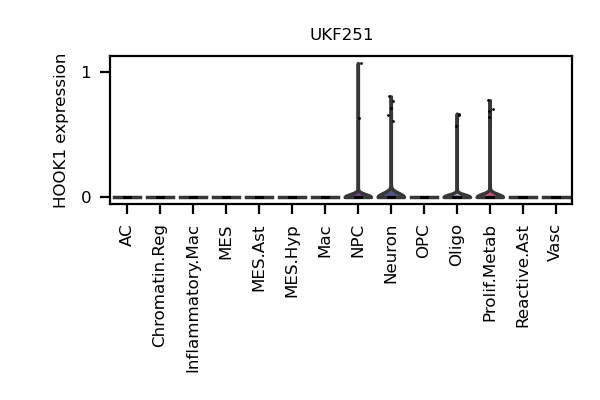 UKF251
HOOK1 expression
1
0
AC
Chromatin.Reg
Inflammatory.Mac
MES
MES.Ast
MES.Hyp
Mac
NPC
Neuron
OPC
Oligo
Prolif.Metab
Reactive.Ast
Vasc